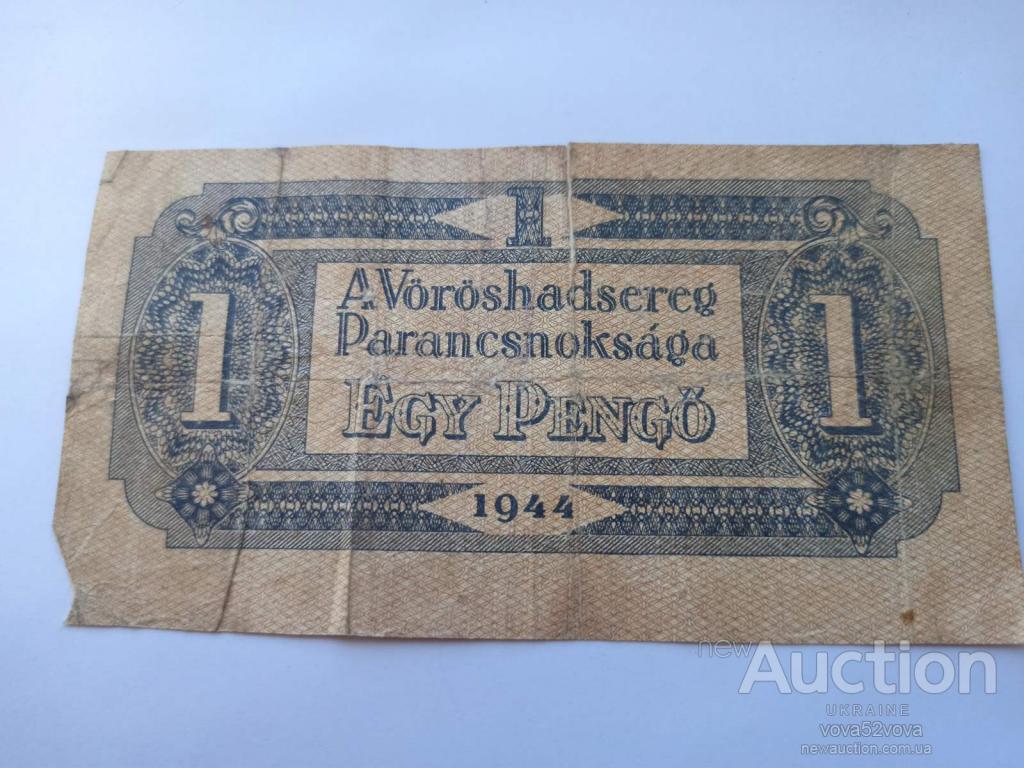 1
A Vöröshadsereg
Parancsnoksága
1
1
EGY PENGŐ
1944
newAuction
UKRAINE
vova52vova
newauction.com.ua